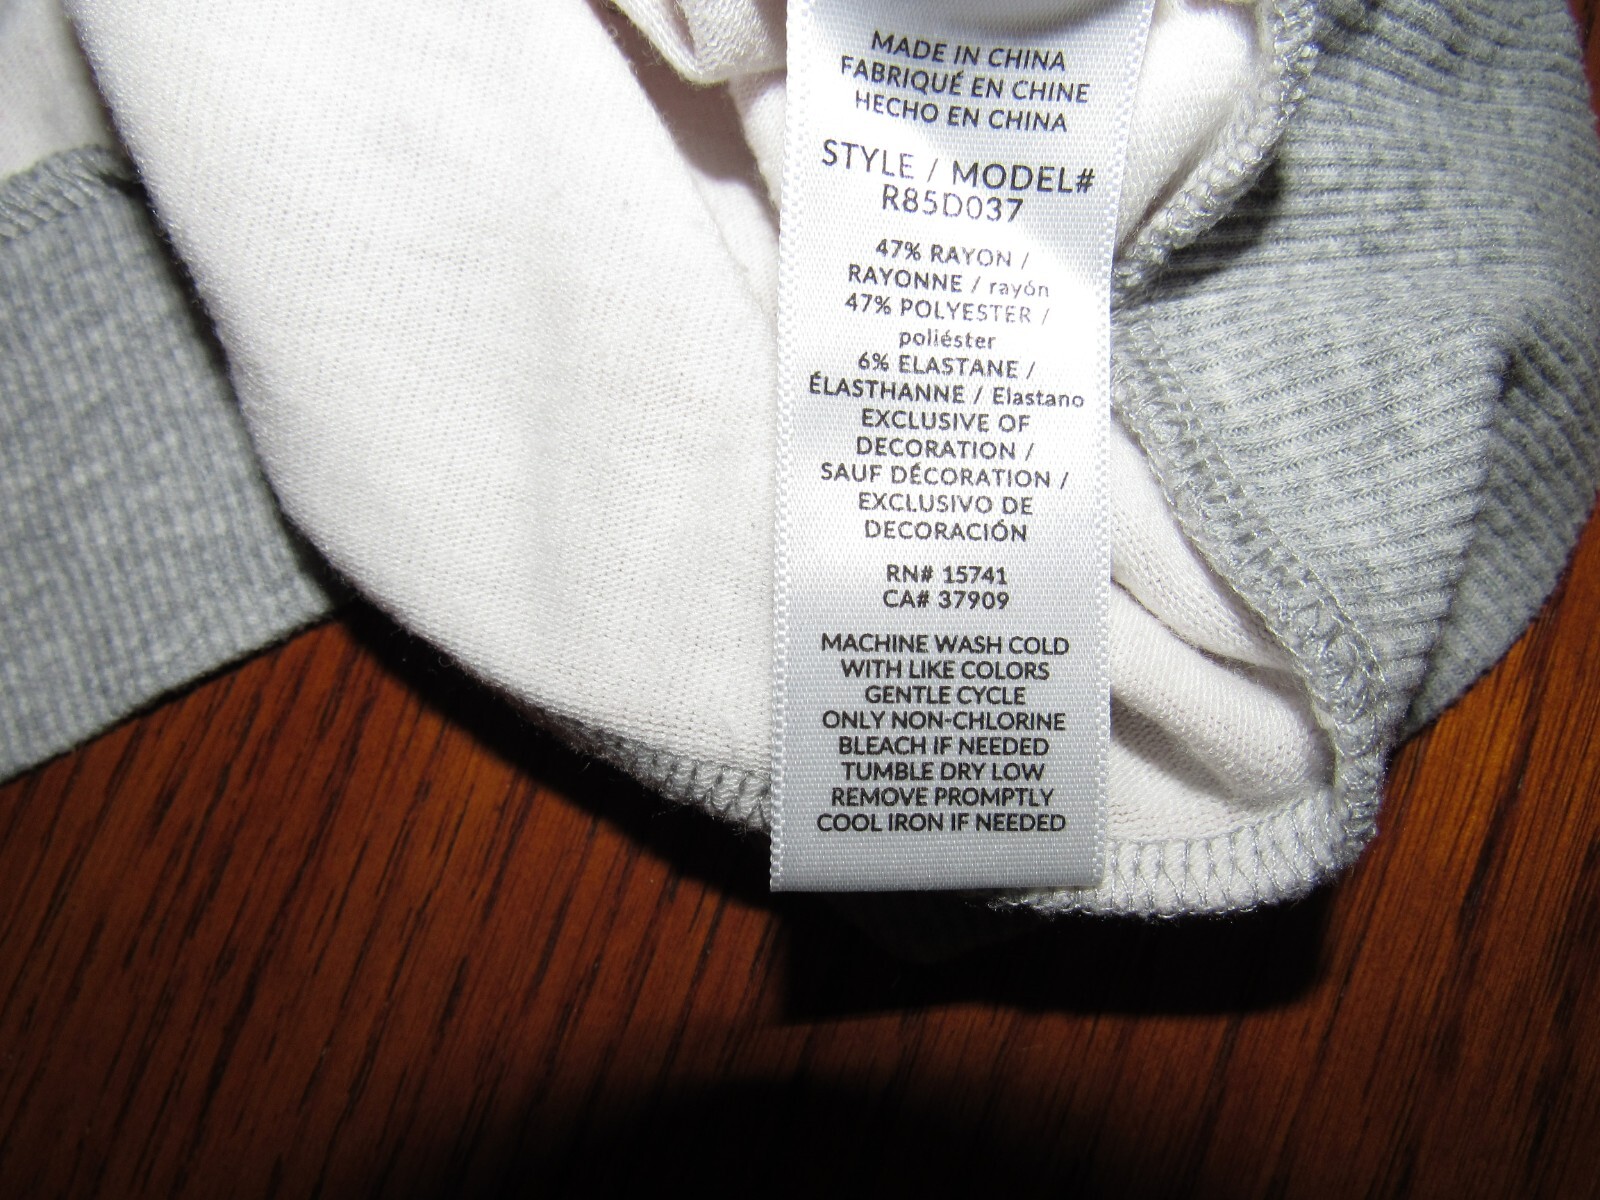 MADE IN CHINA
FABRIQUÉ EN CHINE
HECHO EN CHINA
STYLE / MODEL#
R85D037
47% RAYON /
RAYONNE / rayón
47% POLYESTER /
poliéster
6% ELASTANE /
ÉLASTHANNE / Elastano
EXCLUSIVE OF
DECORATION /
SAUF DÉCORATION /
EXCLUSIVO DE
DECORACIÓN
RN# 15741
CA# 37909
MACHINE WASH COLD
WITH LIKE COLORS
GENTLE CYCLE
ONLY NON-CHLORINE
BLEACH IF NEEDED
TUMBLE DRY LOW
REMOVE PROMPTLY
COOL IRON IF NEEDED